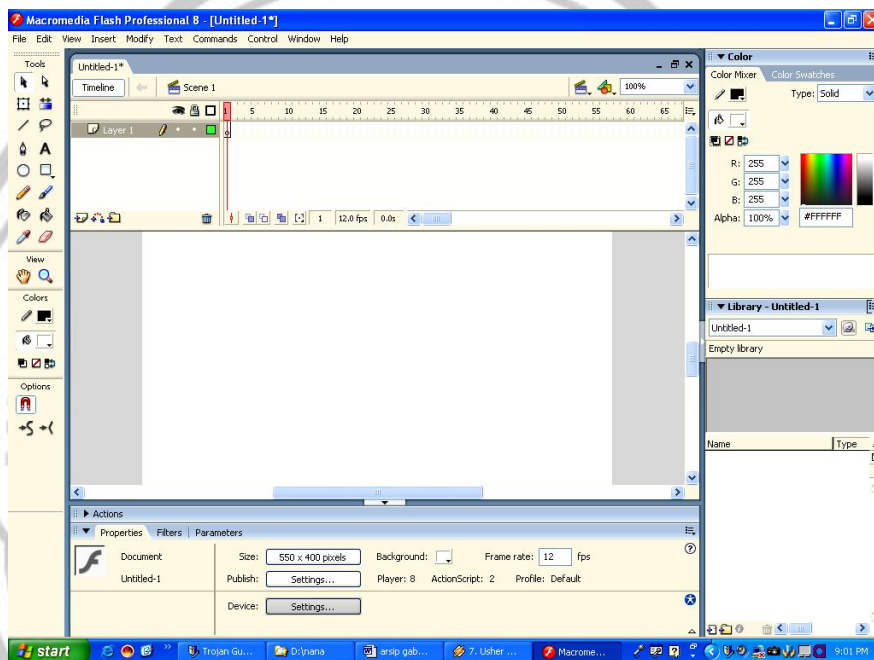 Macromedia Flash Professional 8 - [Untitled-1*]
File Edit View Insert Modify Text Commands Control Window Help
Tools
View
Colors
Options
Untitled-1*
Timeline Scene 1 100%
1 5 10 15 20 25 30 35 40 45 50 55 60 65
Layer 1
1 12.0 fps 0.0s
Color
Color Mixer Color Swatches
Type: Solid
R: 255
G: 255
B: 255
Alpha: 100% #FFFFFF
Library - Untitled-1
Untitled-1
Empty library
Name Type
Actions
Properties Filters Parameters
Document Size: 550 x 400 pixels Background: Frame rate: 12 fps
Untitled-1 Publish: Settings... Player: 8 ActionScript: 2 Profile: Default
Device: Settings...
start Trojan Gu... D:\nana arsip gab... 7. Usher ... Macrome... 9:01 PM